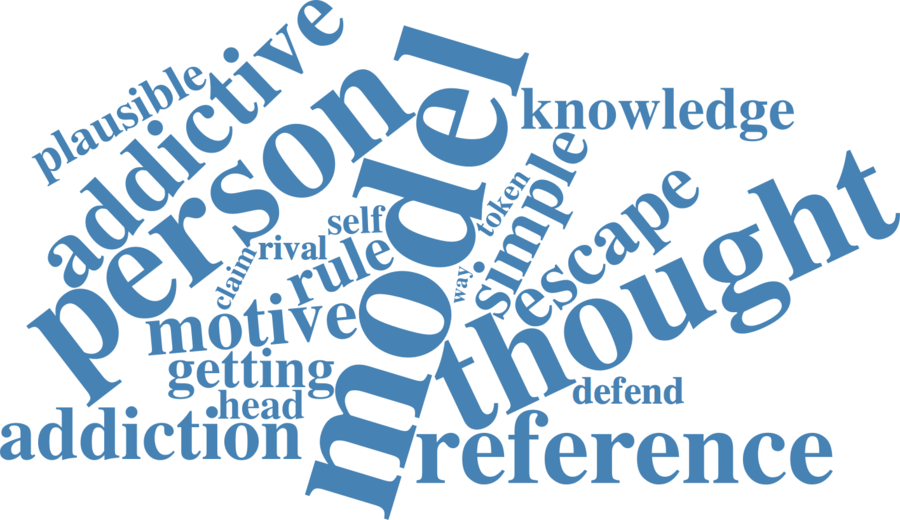 plausible
addictive
person
model
knowledge
simple
token
self
rival
rule
claim
way
escape
thought
motive
getting
head
addiction
defend
reference